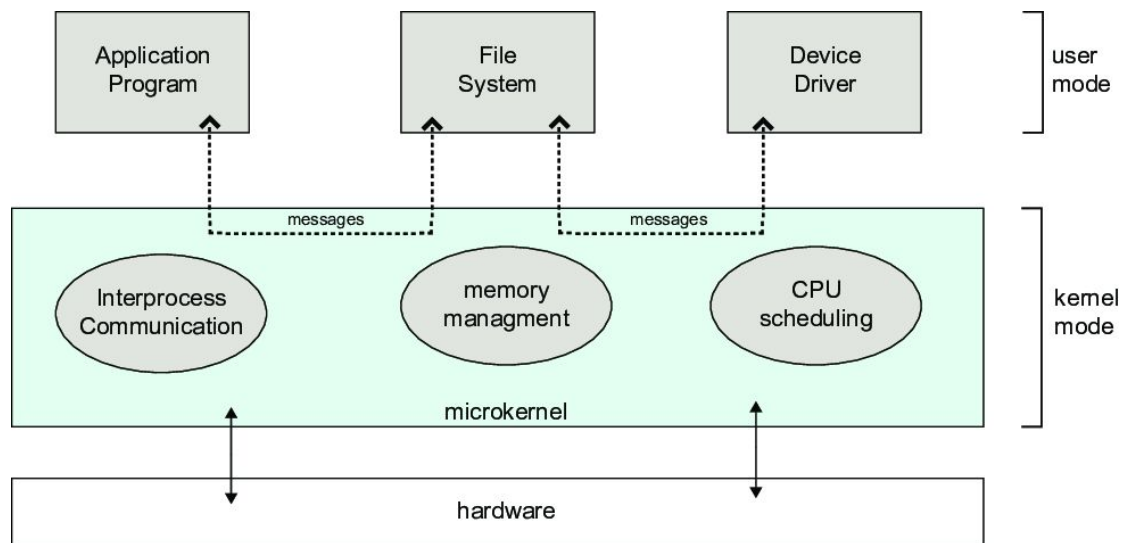 Application
Program
File
System
Device
Driver
user
mode
messages
messages
Interprocess
Communication
memory
managment
CPU
scheduling
kernel
mode
microkernel
hardware